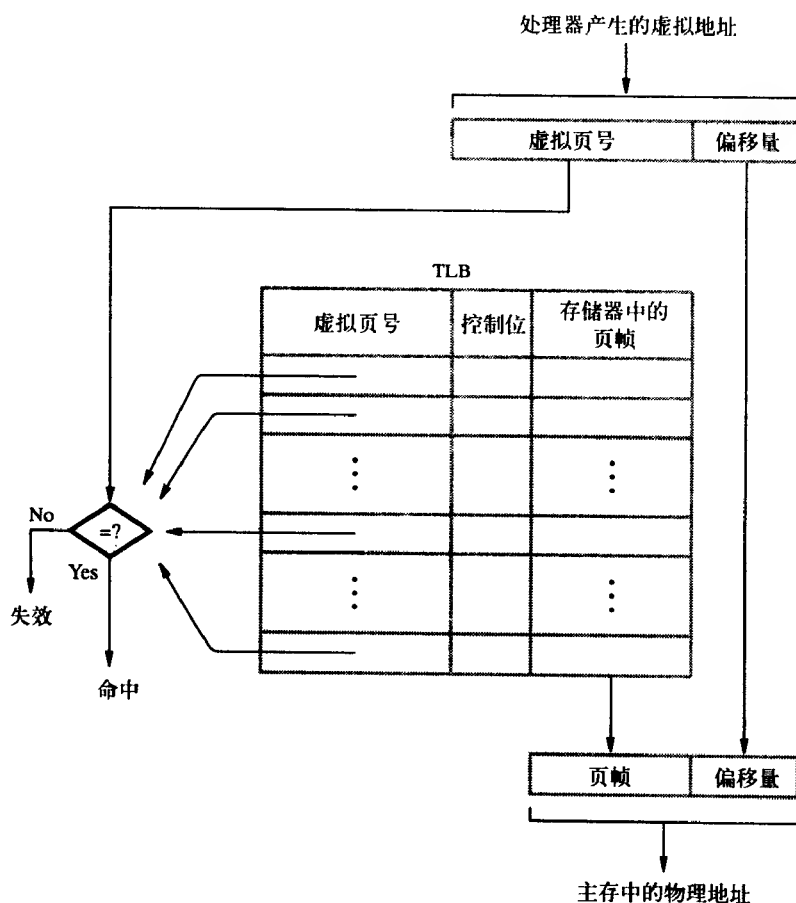 处理器产生的虚拟地址
虚拟页号 偏移量
TLB
虚拟页号 控制位 存储器中的
页帧
No
=?
Yes
失效
命中
页帧 偏移量
主存中的物理地址